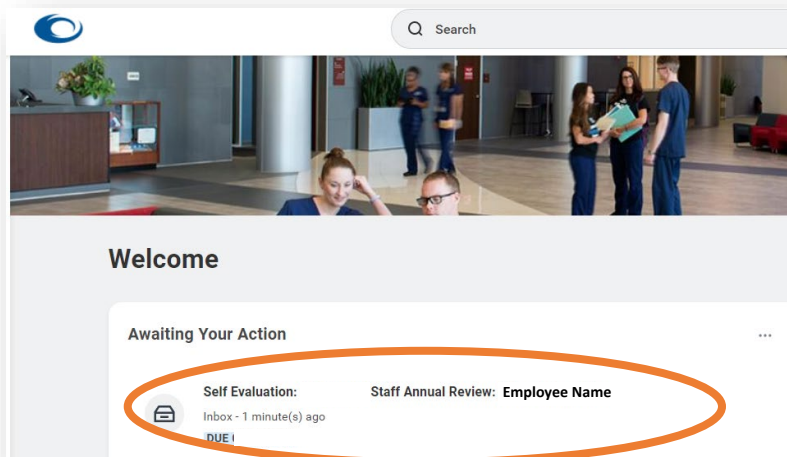 Search
Welcome
Awaiting Your Action
Self Evaluation: Staff Annual Review: Employee Name
Inbox - 1 minute(s) ago
DUE